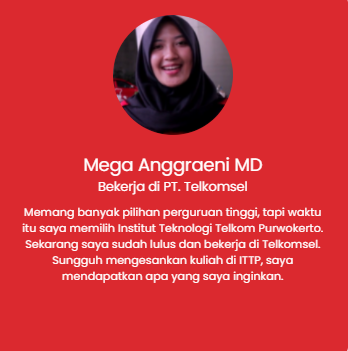 Mega Anggraeni MD
Bekerja di PT. Telkomsel
Memang banyak pilihan perguruan tinggi, tapi waktu
itu saya memilih Institut Teknologi Telkom Purwokerto.
Sekarang saya sudah lulus dan bekerja di Telkomsel.
Sungguh mengesankan kuliah di ITTP, saya
mendapatkan apa yang saya inginkan.